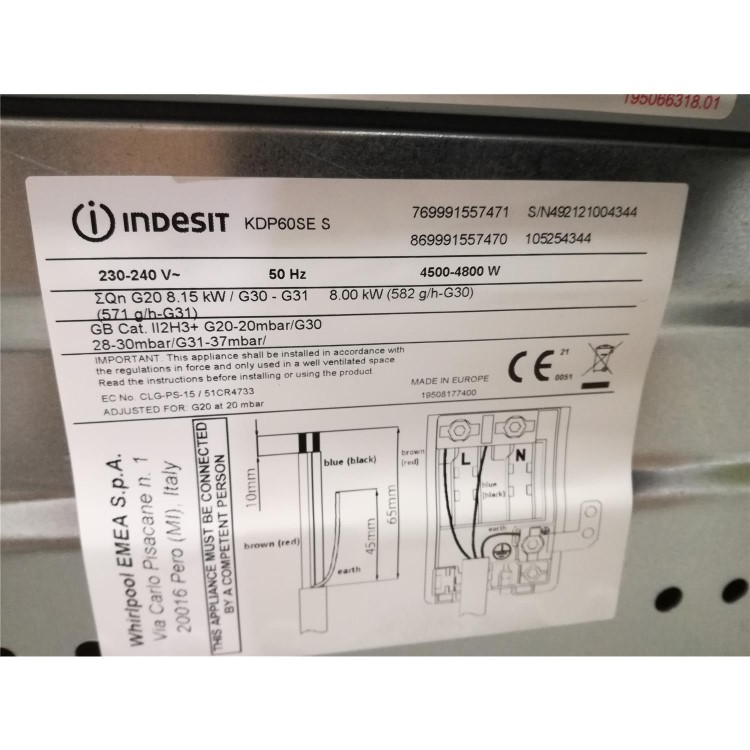 195066318.01
INDESIT KDP60SE S
769991557471 S/N492121004344
869991557470 105254344
230-240 V~ 50 Hz 4500-4800 W
ΣQn G20 8.15 kW / G30 - G31 8.00 kW (582 g/h-G30)
(571 g/h-G31)
GB Cat. II2H3+ G20-20mbar/G30
28-30mbar/G31-37mbar/
IMPORTANT. This appliance shall be installed in accordance with
the regulations in force and only used in a well ventilated space.
Read the instructions before installing or using the product.
EC No. CLG-PS-15 / 51CR4733
ADJUSTED FOR: G20 at 20 mbar
MADE IN EUROPE
19508177400
CE 21
0051
Whirlpool EMEA S.p.A.
Via Carlo Pisacane n. 1
20016 Pero (MI), Italy
THIS APPLIANCE MUST BE CONNECTED
BY A COMPETENT PERSON
10mm
blue (black)
brown (red)
45mm
65mm
earth
brown
(red)
L
N
blue
(black)
earth